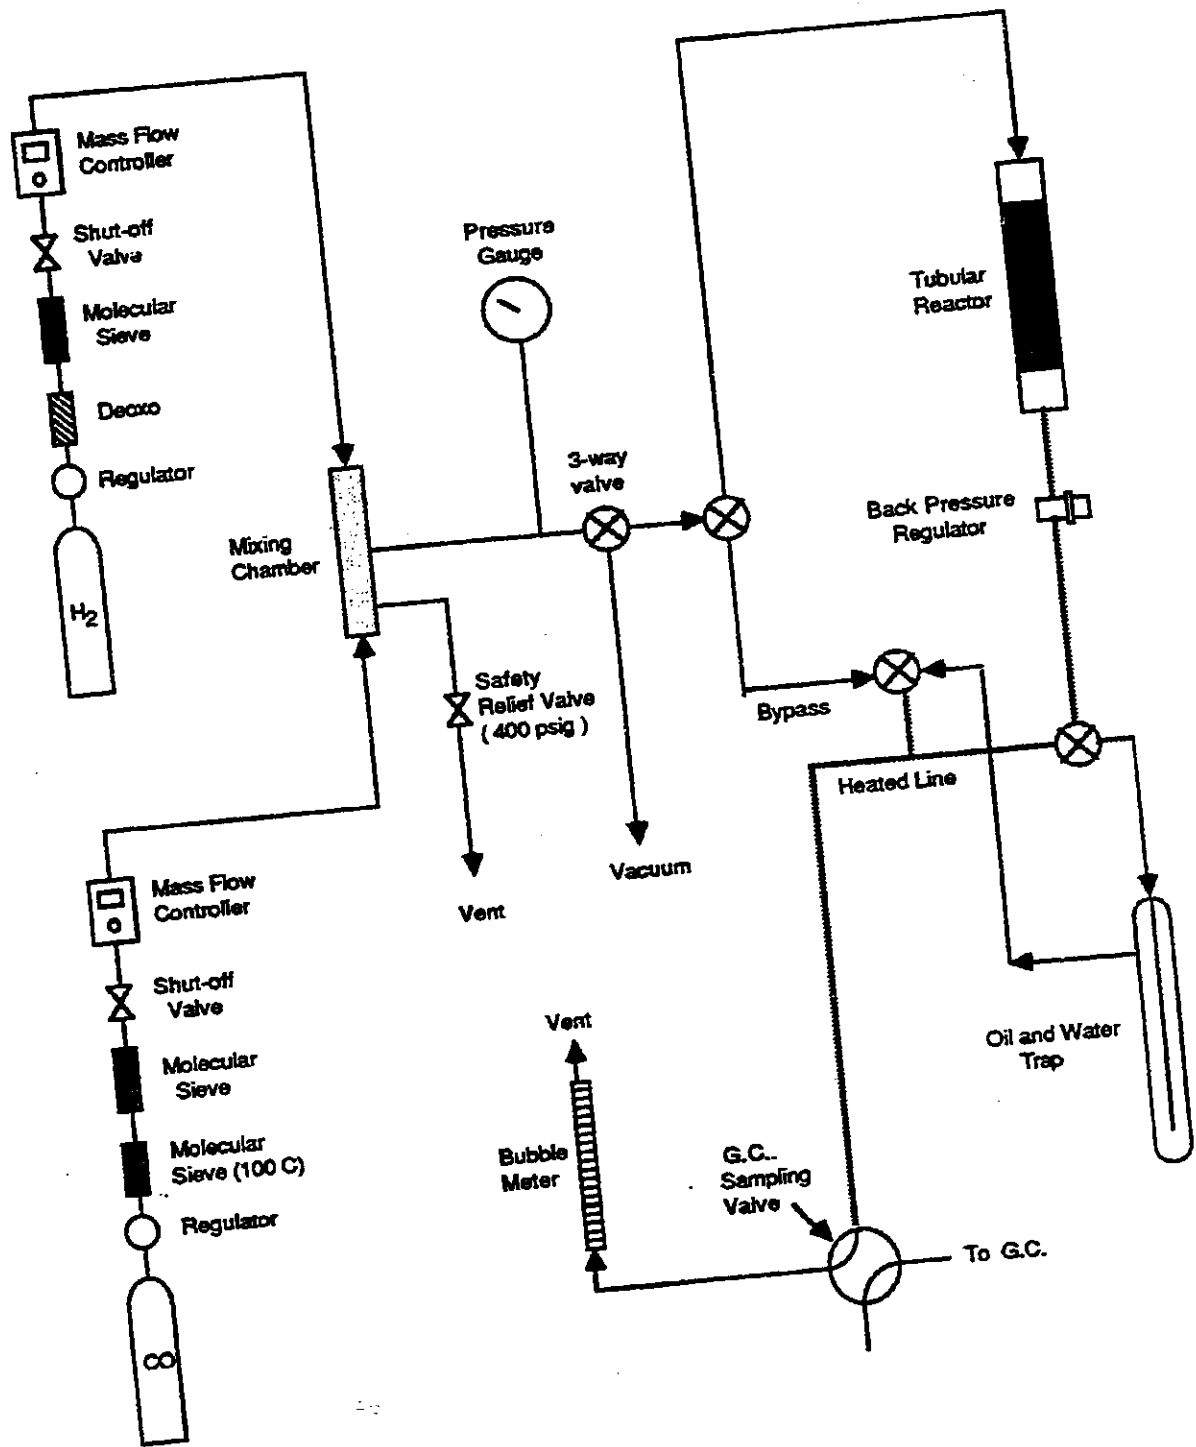 Mass Flow
Controller
Shut-off
Valve
Molecular
Sieve
Deoxo
Regulator
H2
Pressure
Gauge
3-way
valve
Mixing
Chamber
Safety
Relief Valve
( 400 psig )
Vent
Vacuum
Tubular
Reactor
Back Pressure
Regulator
Bypass
Heated Line
Oil and Water
Trap
Mass Flow
Controller
Shut-off
Valve
Molecular
Sieve
Molecular
Sieve (100 C)
Regulator
CO
Vent
Bubble
Meter
G.C..
Sampling
Valve
To G.C.